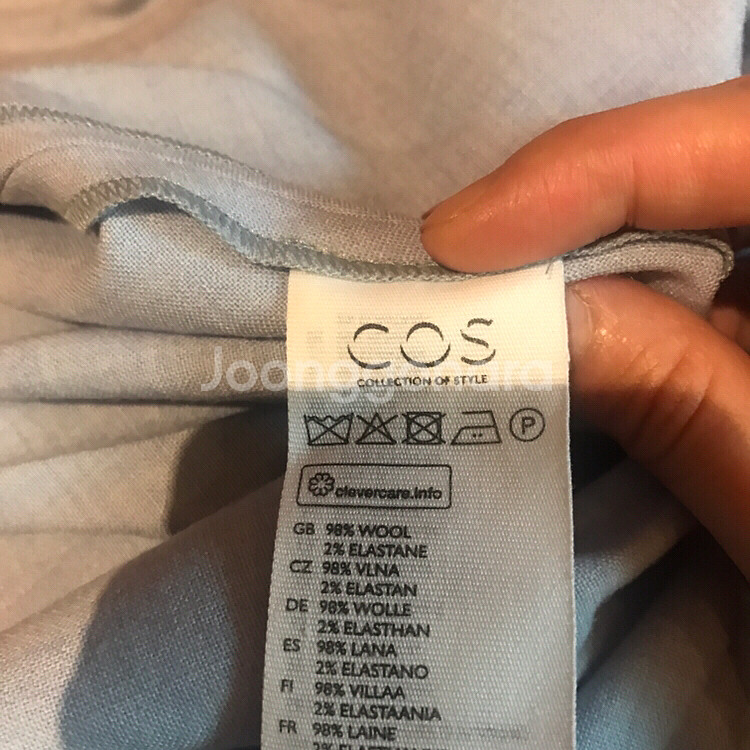 COS
COLLECTION OF STYLE
Joonggonara
P
clevercare.info
GB 98% WOOL
2% ELASTANE
CZ 98% VLNA
2% ELASTAN
DE 98% WOLLE
2% ELASTHAN
ES 98% LANA
2% ELASTANO
FI 98% VILLAA
2% ELASTAANIA
FR 98% LAINE